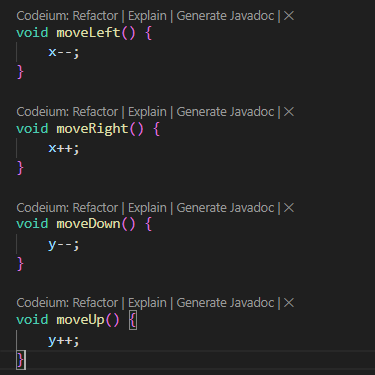 Codeium: Refactor | Explain | Generate Javadoc | ×
void moveLeft() {
    x--;
}
Codeium: Refactor | Explain | Generate Javadoc | ×
void moveRight() {
    x++;
}
Codeium: Refactor | Explain | Generate Javadoc | ×
void moveDown() {
    y--;
}
Codeium: Refactor | Explain | Generate Javadoc | ×
void moveUp() {
    y++;
}